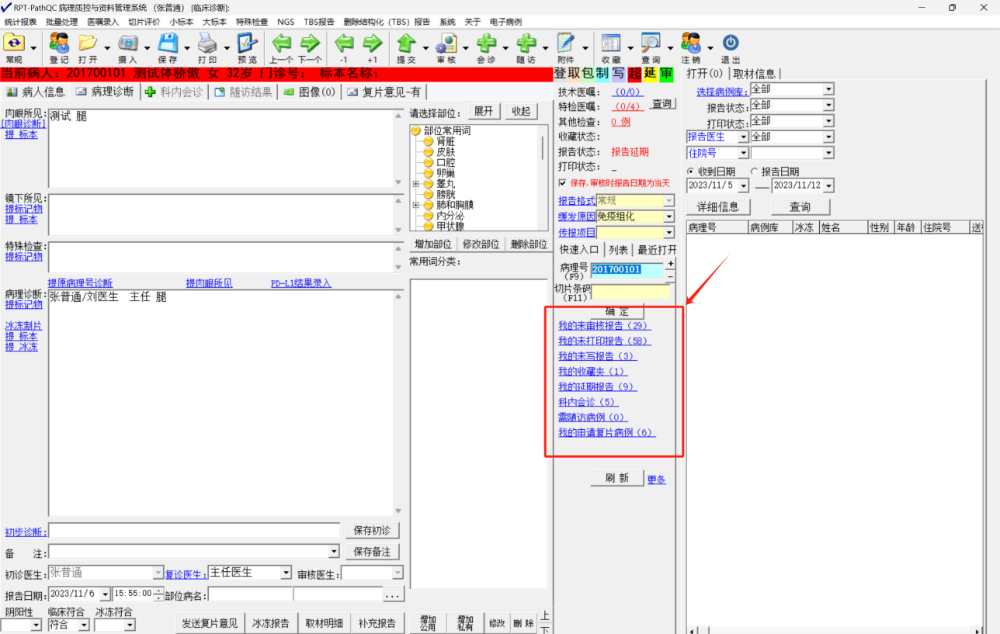 RPT-PathQC 病理质控与资料管理系统 （张普通） [临床诊断]:
统计报表 批量处理 医嘱录入 切片评价 小标本 大标本 特殊检查 NGS TBS报告 删除结构化（TBS）报告 系统 关于 电子病例
常规 登记 打开 摄入 保存 打印 预览 上一个 下一个 -1 +1 提交 审核 会诊 随访 附件 收藏 查询 注销 退出
当前病人: 201700101 测试体骄傲 女 32岁 门诊号: 标本名称:
登 取 包 制 写 超 延 审
打开(0) 取材信息
病人信息 病理诊断 科内会诊 随访结果 图像(0) 复片意见-有
肉眼所见:
[肉眼诊断]
提 标本
测试 腿
镜下所见:
提标记物
提 标本
特殊检查:
提标记物
提原病理号诊断 提肉眼所见 PD-L1结果录入
病理诊断:
提标记物
张普通/刘医生 主任 腿
冰冻制片
提 标本
提 冰冻
初步诊断:
保存初诊
备 注:
保存备注
初诊医生: 张普通 复诊医生: 主任医生 审核医生:
报告日期: 2023/11/6 15:55:00 部位病名: ...
阴阳性 临床符合 冰冻符合
符合
发送复片意见 冰冻报告 取材明细 补充报告
请选择部位: 展开 收起
部位常用词
肾脏
皮肤
口腔
卵巢
睾丸
膀胱
肺和胸膜
内分泌
甲状腺
增加部位 修改部位 删除部位
常用词分类:
增加公用 增加私有 修改 删除 上 下
技术医嘱: (0/0)
特检医嘱: (0/4) 查询
其他检查: 0 例
收藏状态:
报告状态: 报告延期
打印状态: _
保存,审核时报告日期为当天
报告格式 常规
缓发原因 免疫组化
传报项目
快速入口 列表 最近打开
病理号
(F9)
201700101
+
-
切片条码
(F11)
确 定
我的未审核报告（29）
我的未打印报告（58）
我的未写报告（3）
我的收藏夹（1）
我的延期报告（9）
科内会诊（5）
需随访病例（0）
我的申请复片病例（6）
刷 新 更多
选择病例库: 全部
报告状态: 全部
打印状态: 全部
报告医生 全部
住院号
收到日期 报告日期
2023/11/5 — 2023/11/12
详细信息 查询
病理号 病例库 冰冻 姓名 性别 年龄 住院号 送